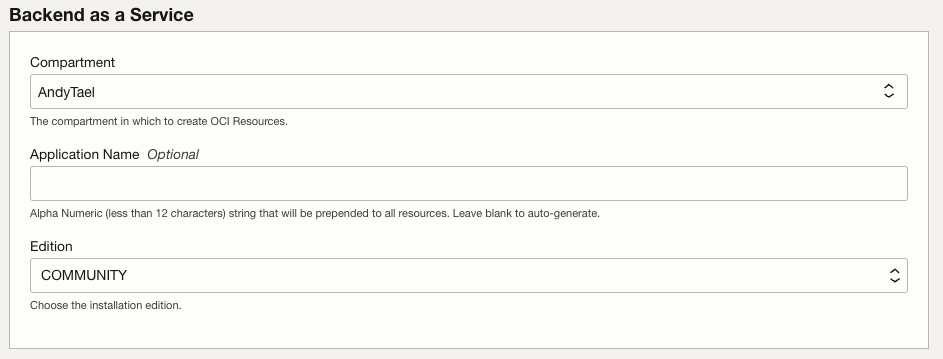 Backend as a Service
Compartment
AndyTael
The compartment in which to create OCI Resources.
Application Name Optional
Alpha Numeric (less than 12 characters) string that will be prepended to all resources. Leave blank to auto-generate.
Edition
COMMUNITY
Choose the installation edition.